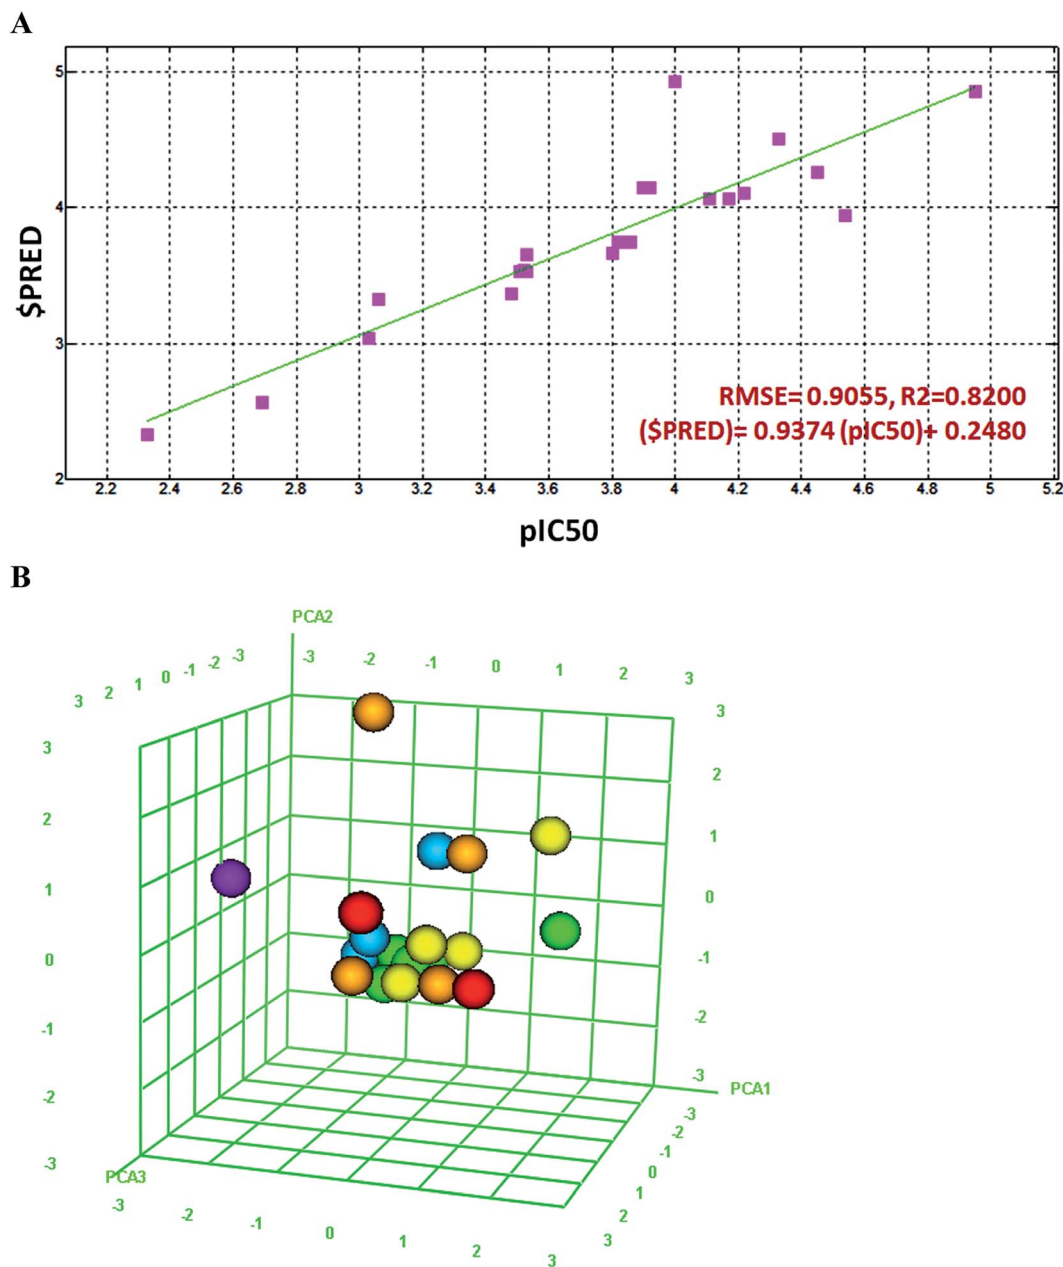 A
5
4
3
2
$PRED
RMSE= 0.9055, R2=0.8200
($PRED)= 0.9374 (pIC50)+ 0.2480
2.2 2.4 2.6 2.8 3 3.2 3.4 3.6 3.8 4 4.2 4.4 4.6 4.8 5 5.2
pIC50
B
PCA2
3 2 1 0 -1 -2 -3
-3 -2 -1 0 1 2 3
3
2
1
0
-1
-2
-3
3
2
1
0
-1
-2
-3
PCA1
-3
-2
-1
0
1
2
3
PCA3
-3 -2 -1 0 1 2 3